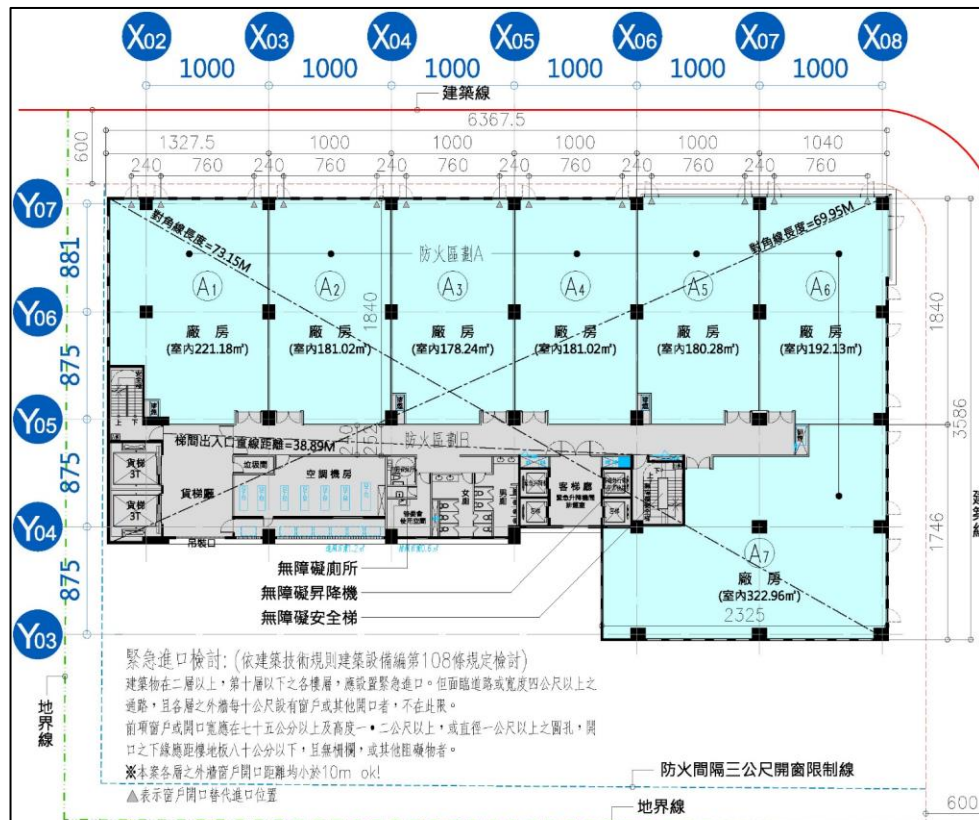 X02 X03 X04 X05 X06 X07 X08
1000 1000 1000 1000 1000 1000
建築線
6367.5
600
1327.5 1000 1000 1000 1000 1040
240 760 240 760 240 760 240 760 240 760 240 760
Y07
對角線長度=73.15M
對角線長度=69.95M
防火區劃A
881
A1 A2 A3 A4 A5 A6
1840
1840
Y06
廠房 廠房 廠房 廠房 廠房 廠房
(室內221.18㎡) (室內181.02㎡) (室內178.24㎡) (室內181.02㎡) (室內180.28㎡) (室內192.13㎡)
875
3586
上 下
Y05
梯間出入口直線距離=38.89M
防火區劃B
250
875
貨梯
3T
貨梯廳
垃圾間
空調機房
女廁
男廁
客梯廳
貨梯
3T
建築線
Y04
吊裝口
1746
A7
廠房
(室內322.96㎡)
無障礙廁所
無障礙昇降機
無障礙安全梯
875
2325
Y03
緊急進口檢討: (依建築技術規則建築設備編第108條規定檢討)
建築物在二層以上，第十層以下之各樓層，應設置緊急進口。但面臨道路或寬度四公尺以上之
通路，且各層之外牆每十公尺設有窗戶或其他開口者，不在此限。
前項窗戶或開口寬應在七十五公分以上及高度一•二公尺以上，或直徑一公尺以上之圓孔，開
口之下緣應距樓地板八十公分以下，且無柵欄，或其他阻礙物者。
※本案各層之外牆窗戶開口距離均小於10m ok!
△表示窗戶開口替代進口位置
地界線
防火間隔三公尺開窗限制線
地界線
600